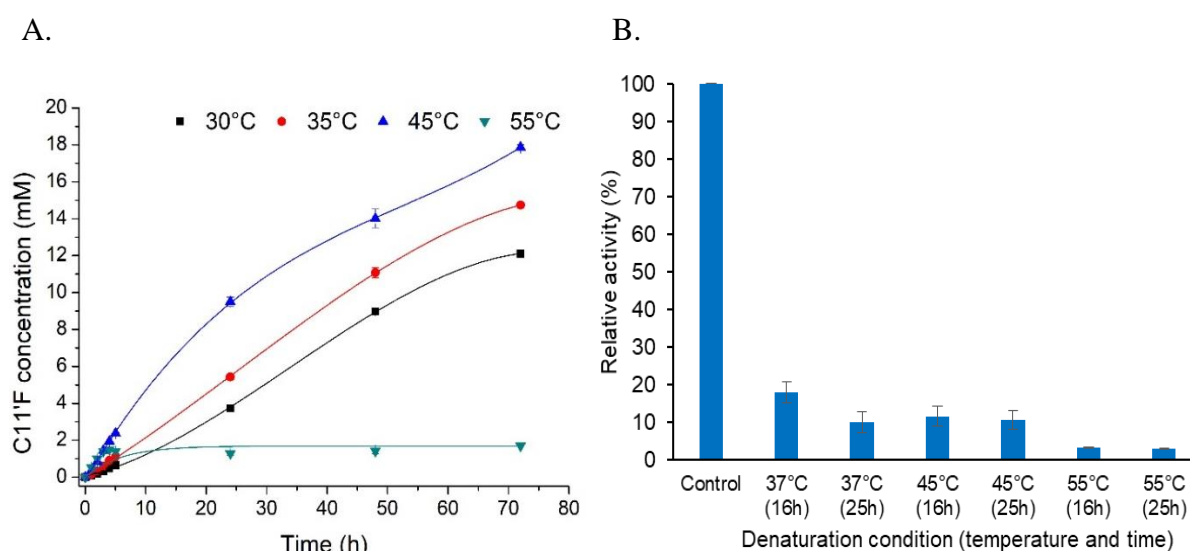 A.
B.
20
18
16
14
12
10
8
6
4
2
0
C11'F concentration (mM)
30°C 35°C 45°C 55°C
0 10 20 30 40 50 60 70 80
Time (h)
100
90
80
70
60
50
40
30
20
10
0
Relative activity (%)
Control 37°C 37°C 45°C 45°C 55°C 55°C
(16h) (25h) (16h) (25h) (16h) (25h)
Denaturation condition (temperature and time)